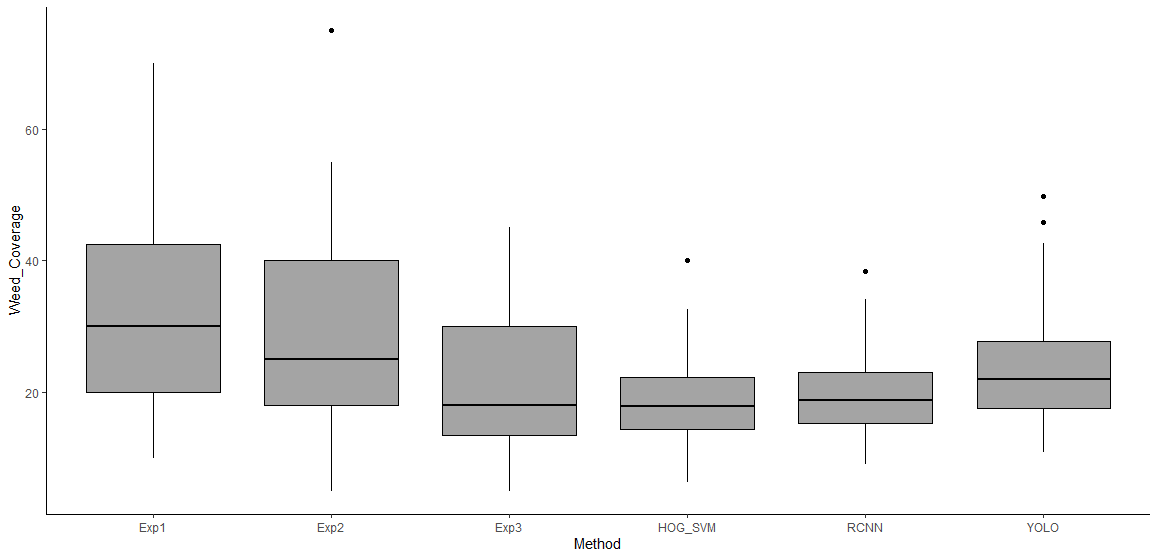 Weed_Coverage
60
40
20
Exp1 Exp2 Exp3 HOG_SVM RCNN YOLO
Method